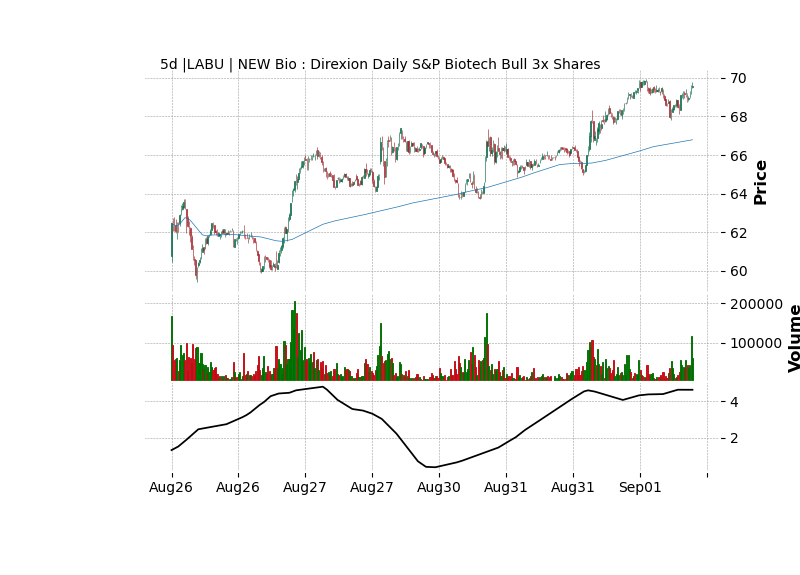 5d |LABU | NEW Bio : Direxion Daily S&P Biotech Bull 3x Shares
70
68
66
64
62
60
Price
200000
100000
Volume
4
2
Aug26 Aug26 Aug27 Aug27 Aug30 Aug31 Aug31 Sep01